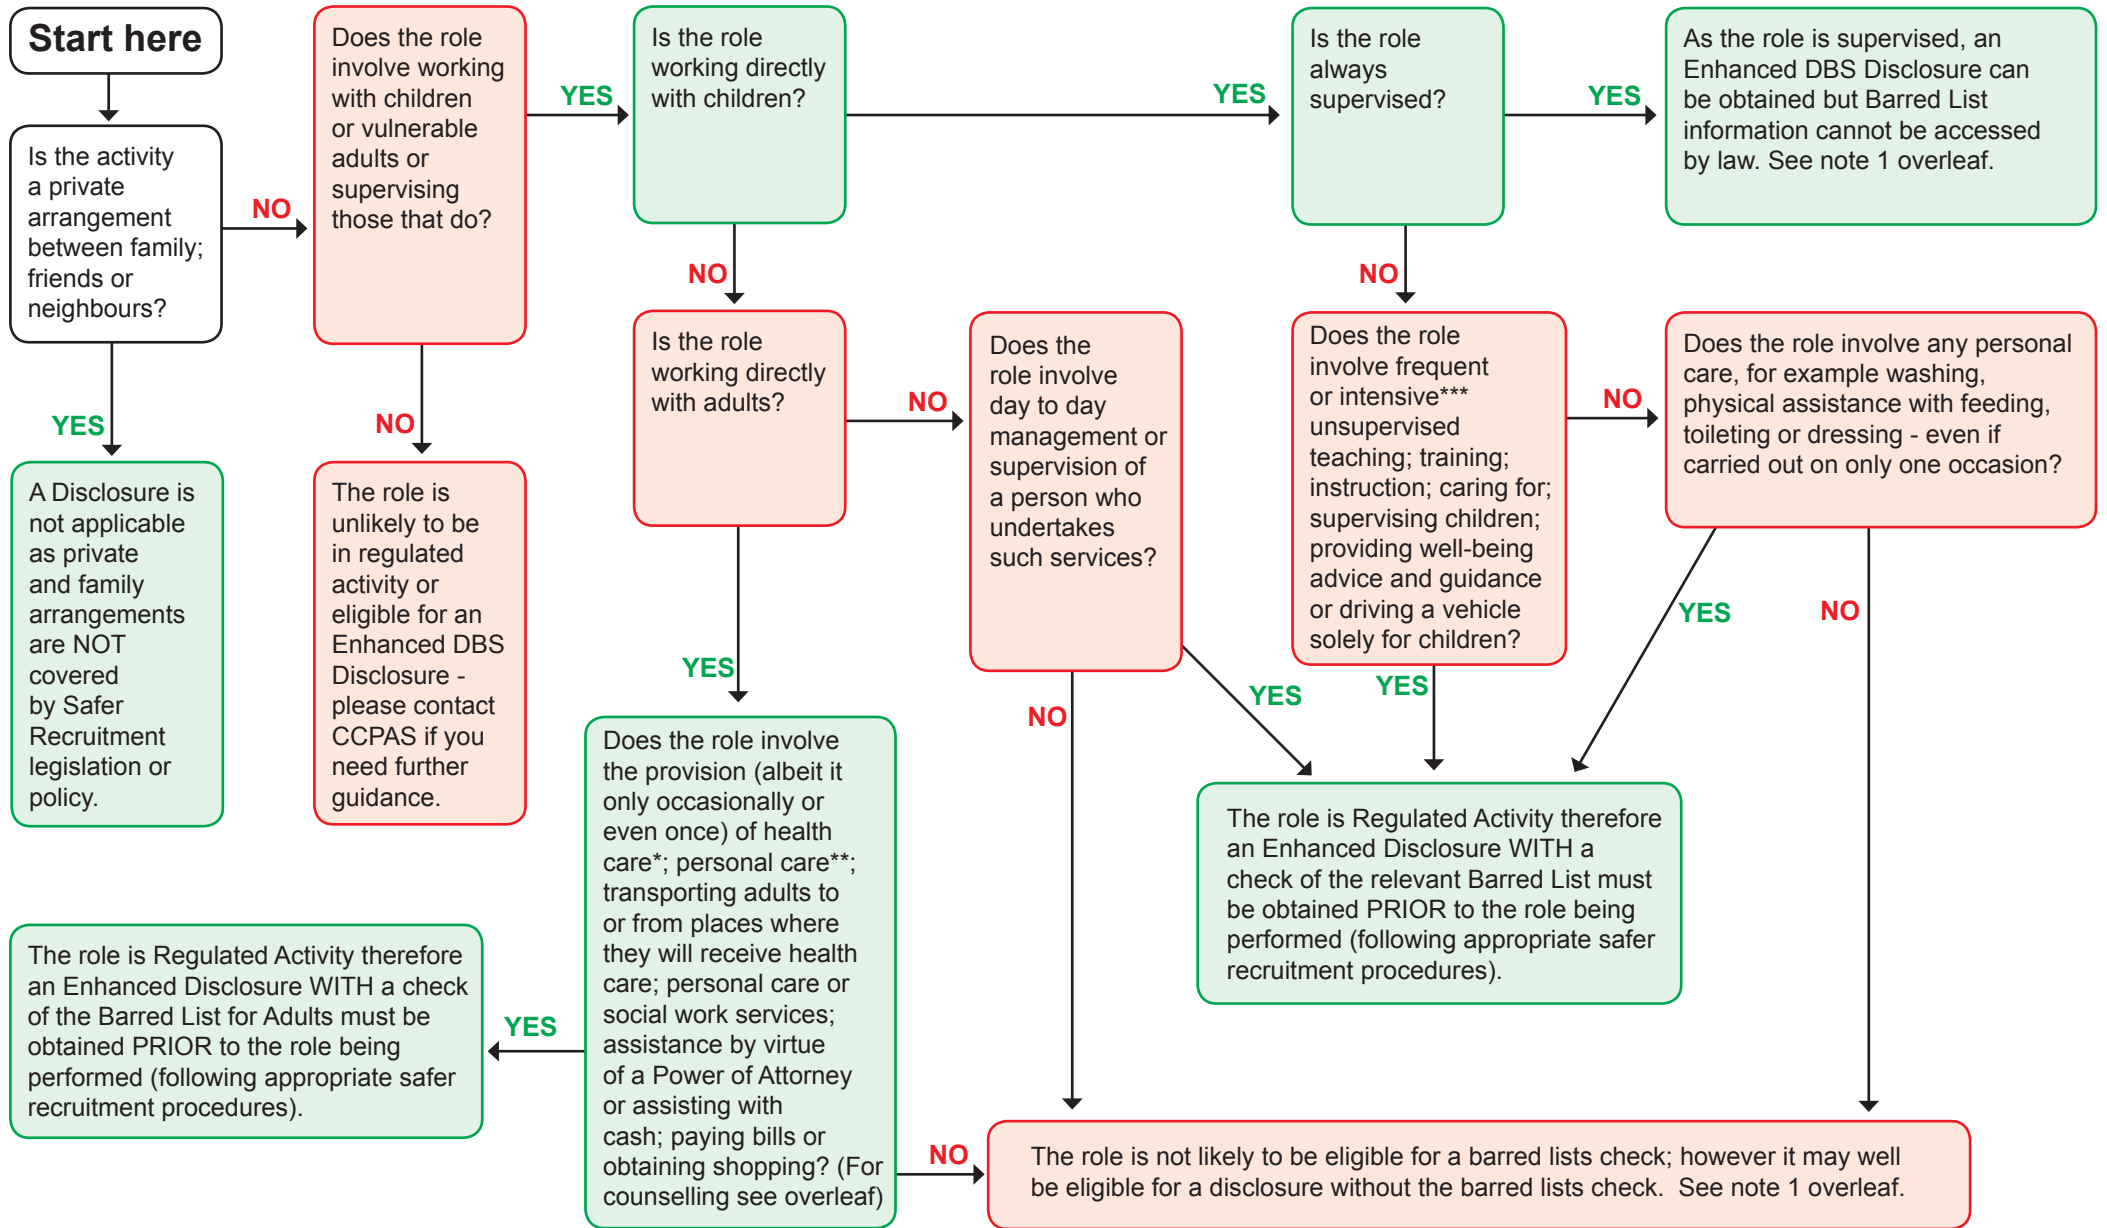 Start here
Is the activity
a private
arrangement
between family;
friends or
neighbours?
YES
NO
A Disclosure is
not applicable
as private
and family
arrangements
are NOT
covered
by Safer
Recruitment
legislation or
policy.
Does the role
involve working
with children
or vulnerable
adults or
supervising
those that do?
YES
NO
The role is
unlikely to be
in regulated
activity or
eligible for an
Enhanced DBS
Disclosure -
please contact
CCPAS if you
need further
guidance.
Is the role
working directly
with children?
YES
NO
Is the role
always
supervised?
YES
NO
As the role is supervised, an
Enhanced DBS Disclosure can
be obtained but Barred List
information cannot be accessed
by law. See note 1 overleaf.
Is the role
working directly
with adults?
NO
YES
Does the
role involve
day to day
management or
supervision of
a person who
undertakes
such services?
YES
NO
Does the role
involve frequent
or intensive***
unsupervised
teaching; training;
instruction; caring for;
supervising children;
providing well-being
advice and guidance
or driving a vehicle
solely for children?
NO
YES
Does the role involve any personal
care, for example washing,
physical assistance with feeding,
toileting or dressing - even if
carried out on only one occasion?
YES
NO
Does the role involve
the provision (albeit it
only occasionally or
even once) of health
care*; personal care**;
transporting adults to
or from places where
they will receive health
care; personal care or
social work services;
assistance by virtue
of a Power of Attorney
or assisting with
cash; paying bills or
obtaining shopping? (For
counselling see overleaf)
YES
NO
The role is Regulated Activity therefore
an Enhanced Disclosure WITH a check
of the Barred List for Adults must be
obtained PRIOR to the role being
performed (following appropriate safer
recruitment procedures).
The role is Regulated Activity therefore
an Enhanced Disclosure WITH a
check of the relevant Barred List must
be obtained PRIOR to the role being
performed (following appropriate safer
recruitment procedures).
The role is not likely to be eligible for a barred lists check; however it may well
be eligible for a disclosure without the barred lists check.  See note 1 overleaf.